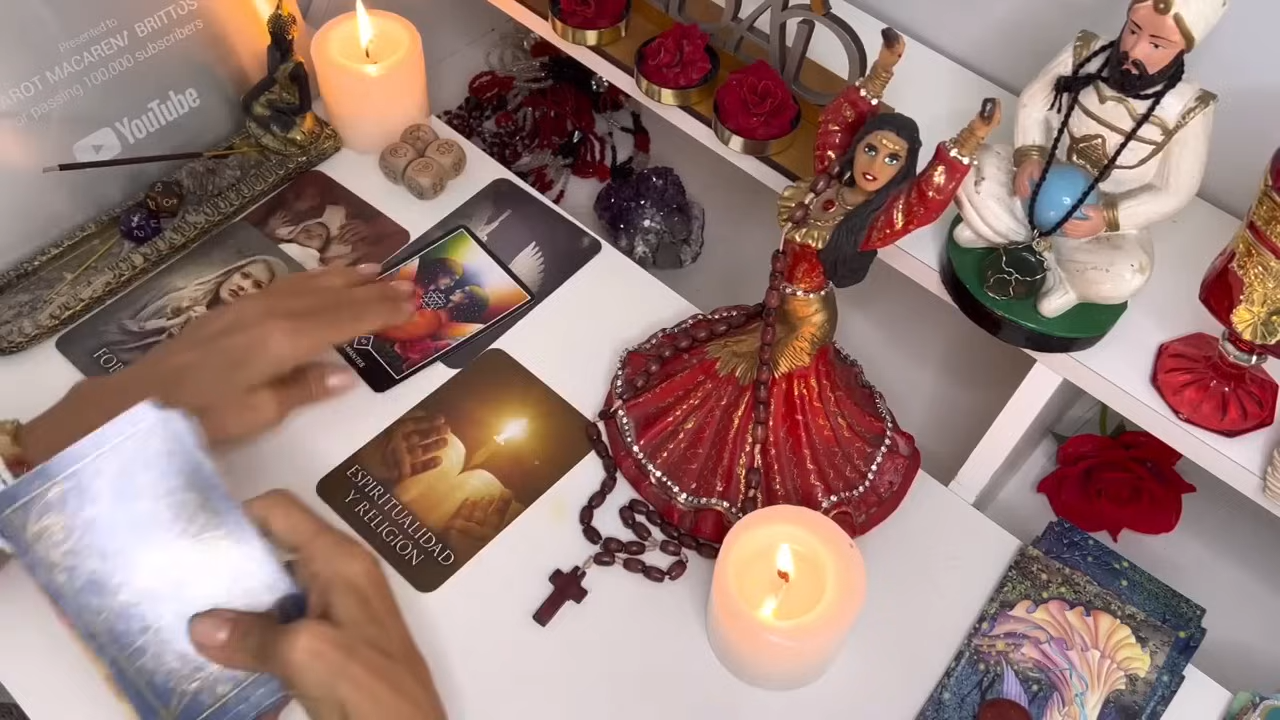 Presented to
AROT MACAREN/ BRITTOS
or passing 100,000 subscribers
YouTube
ESPIRITUALIDAD
Y RELIGIÓN